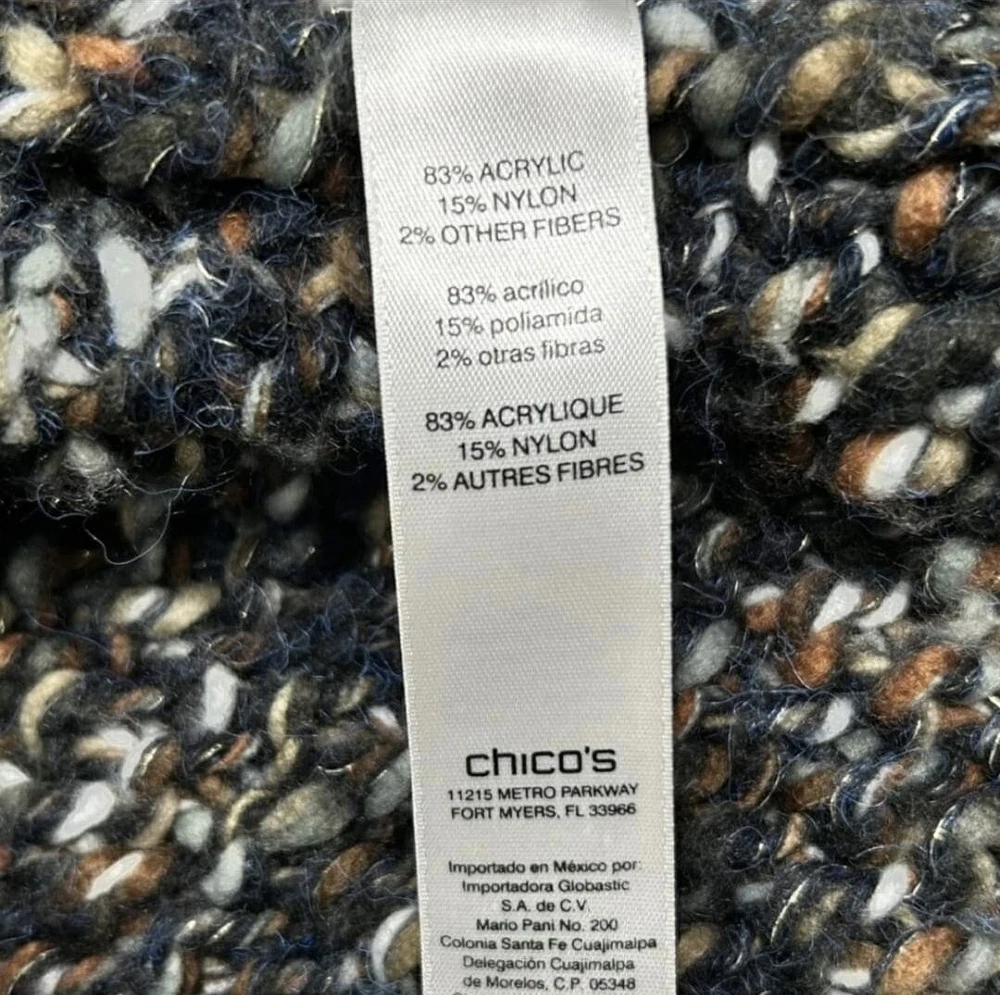 83% ACRYLIC
15% NYLON
2% OTHER FIBERS
83% acrílico
15% poliamida
2% otras fibras
83% ACRYLIQUE
15% NYLON
2% AUTRES FIBRES
chico's
11215 METRO PARKWAY
FORT MYERS, FL 33966
Importado en México por:
Importadora Globastic
S.A. de C.V.
Mario Pani No. 200
Colonia Santa Fe Cuajimalpa
Delegación Cuajimalpa
de Morelos, C.P. 05348